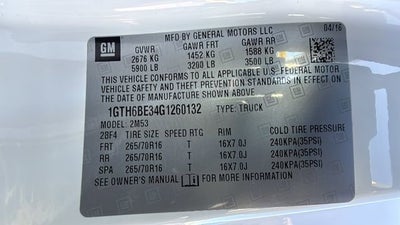 GM
MFD BY GENERAL MOTORS LLC 04/16
GVWR GAWR FRT GAWR RR
2676 KG 1452 KG 1588 KG
5900 LB 3200 LB 3500 LB
THIS VEHICLE CONFORMS TO ALL APPLICABLE U.S. FEDERAL MOTOR
VEHICLE SAFETY AND THEFT PREVENTION STANDARDS IN EFFECT ON THE
DATE OF MANUFACTURE SHOWN ABOVE.
1GTH6BE34G1260132 TYPE: TRUCK
2M53
2BF4 TIRE SIZE SPEED RTG RIM COLD TIRE PRESSURE
FRT 265/70R16 T 16X7.0J 240KPA(35PSI)
RR 265/70R16 T 16X7.0J 240KPA(35PSI)
SPA 265/70R16 T 16X7.0J 240KPA(35PSI)
SEE OWNER'S MANUAL FOR MORE INFORMATION.